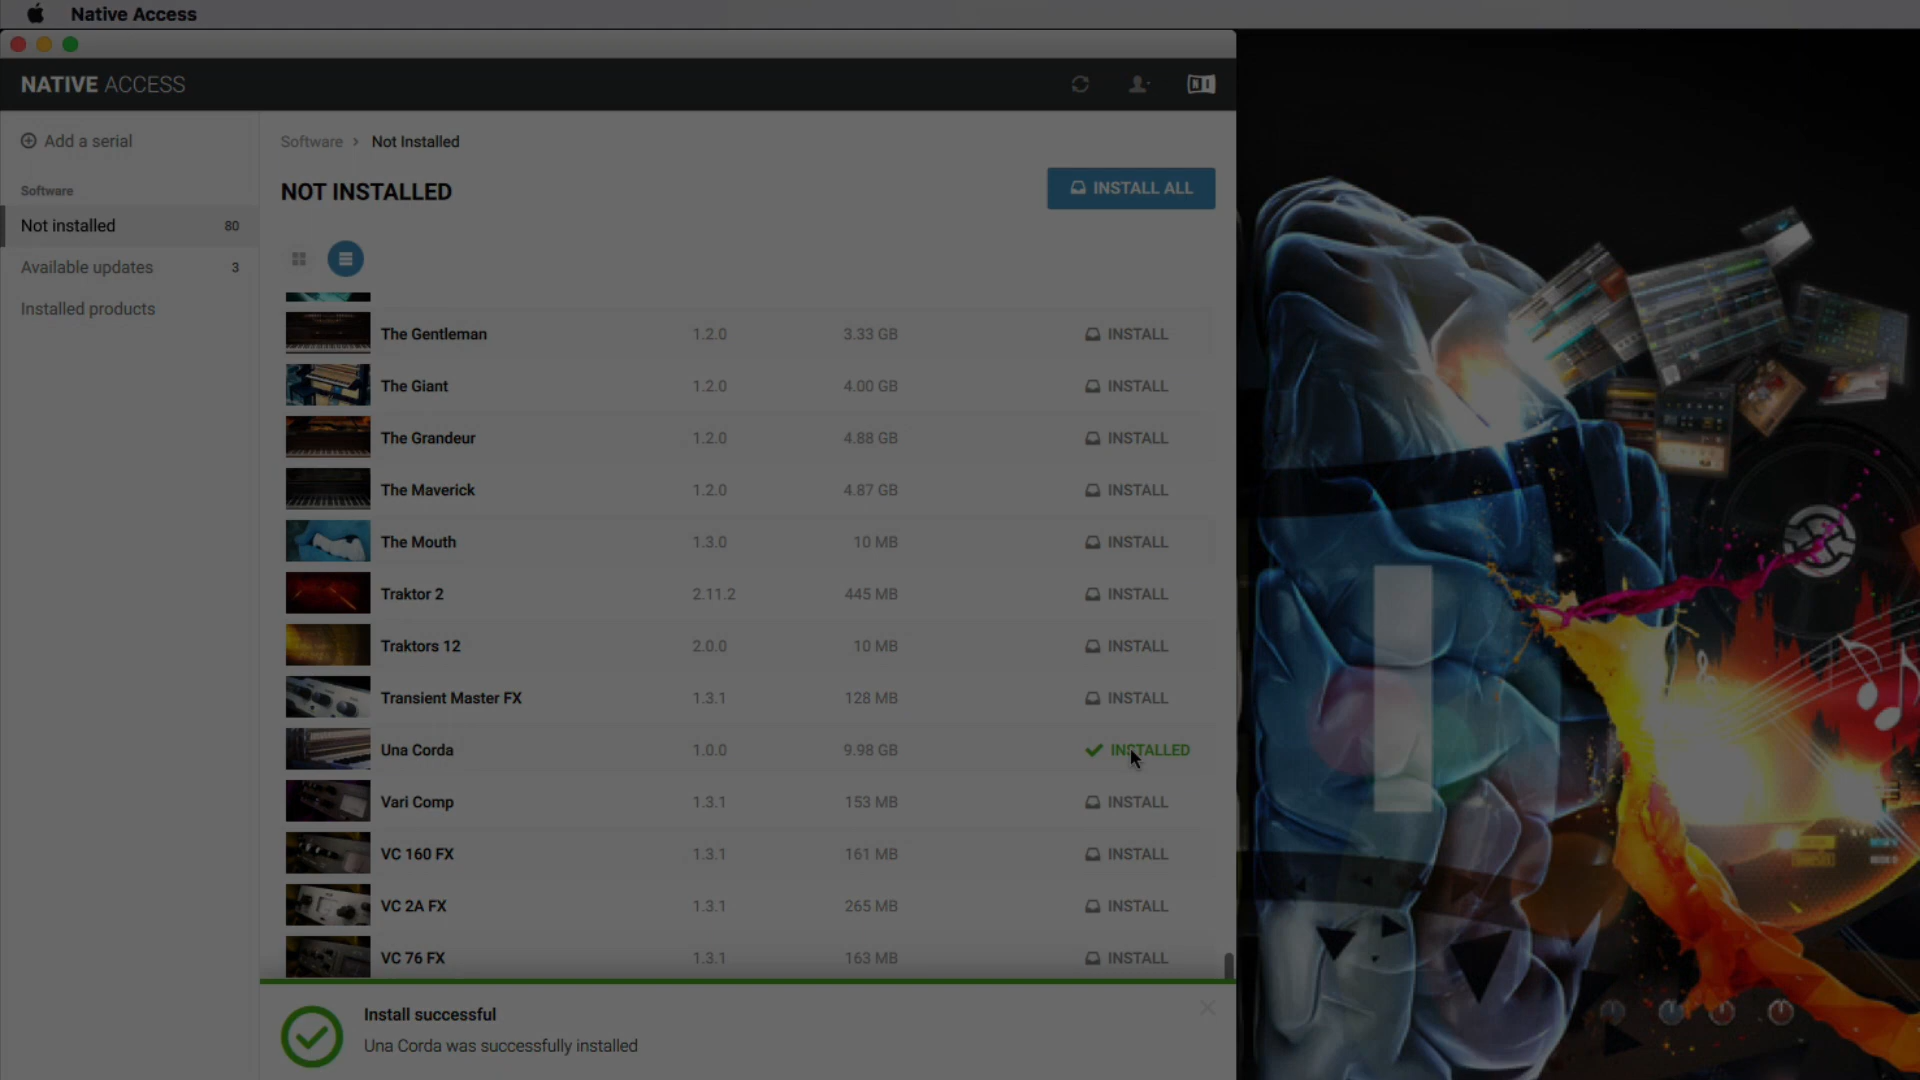 Native Access
NATIVE ACCESS
NI
Add a serial
Software
Not installed 80
Available updates 3
Installed products
Software › Not Installed
NOT INSTALLED
INSTALL ALL
The Gentleman 1.2.0 3.33 GB INSTALL
The Giant 1.2.0 4.00 GB INSTALL
The Grandeur 1.2.0 4.88 GB INSTALL
The Maverick 1.2.0 4.87 GB INSTALL
The Mouth 1.3.0 10 MB INSTALL
Traktor 2 2.11.2 445 MB INSTALL
Traktors 12 2.0.0 10 MB INSTALL
Transient Master FX 1.3.1 128 MB INSTALL
Una Corda 1.0.0 9.98 GB INSTALLED
Vari Comp 1.3.1 153 MB INSTALL
VC 160 FX 1.3.1 161 MB INSTALL
VC 2A FX 1.3.1 265 MB INSTALL
VC 76 FX 1.3.1 163 MB INSTALL
Install successful
Una Corda was successfully installed